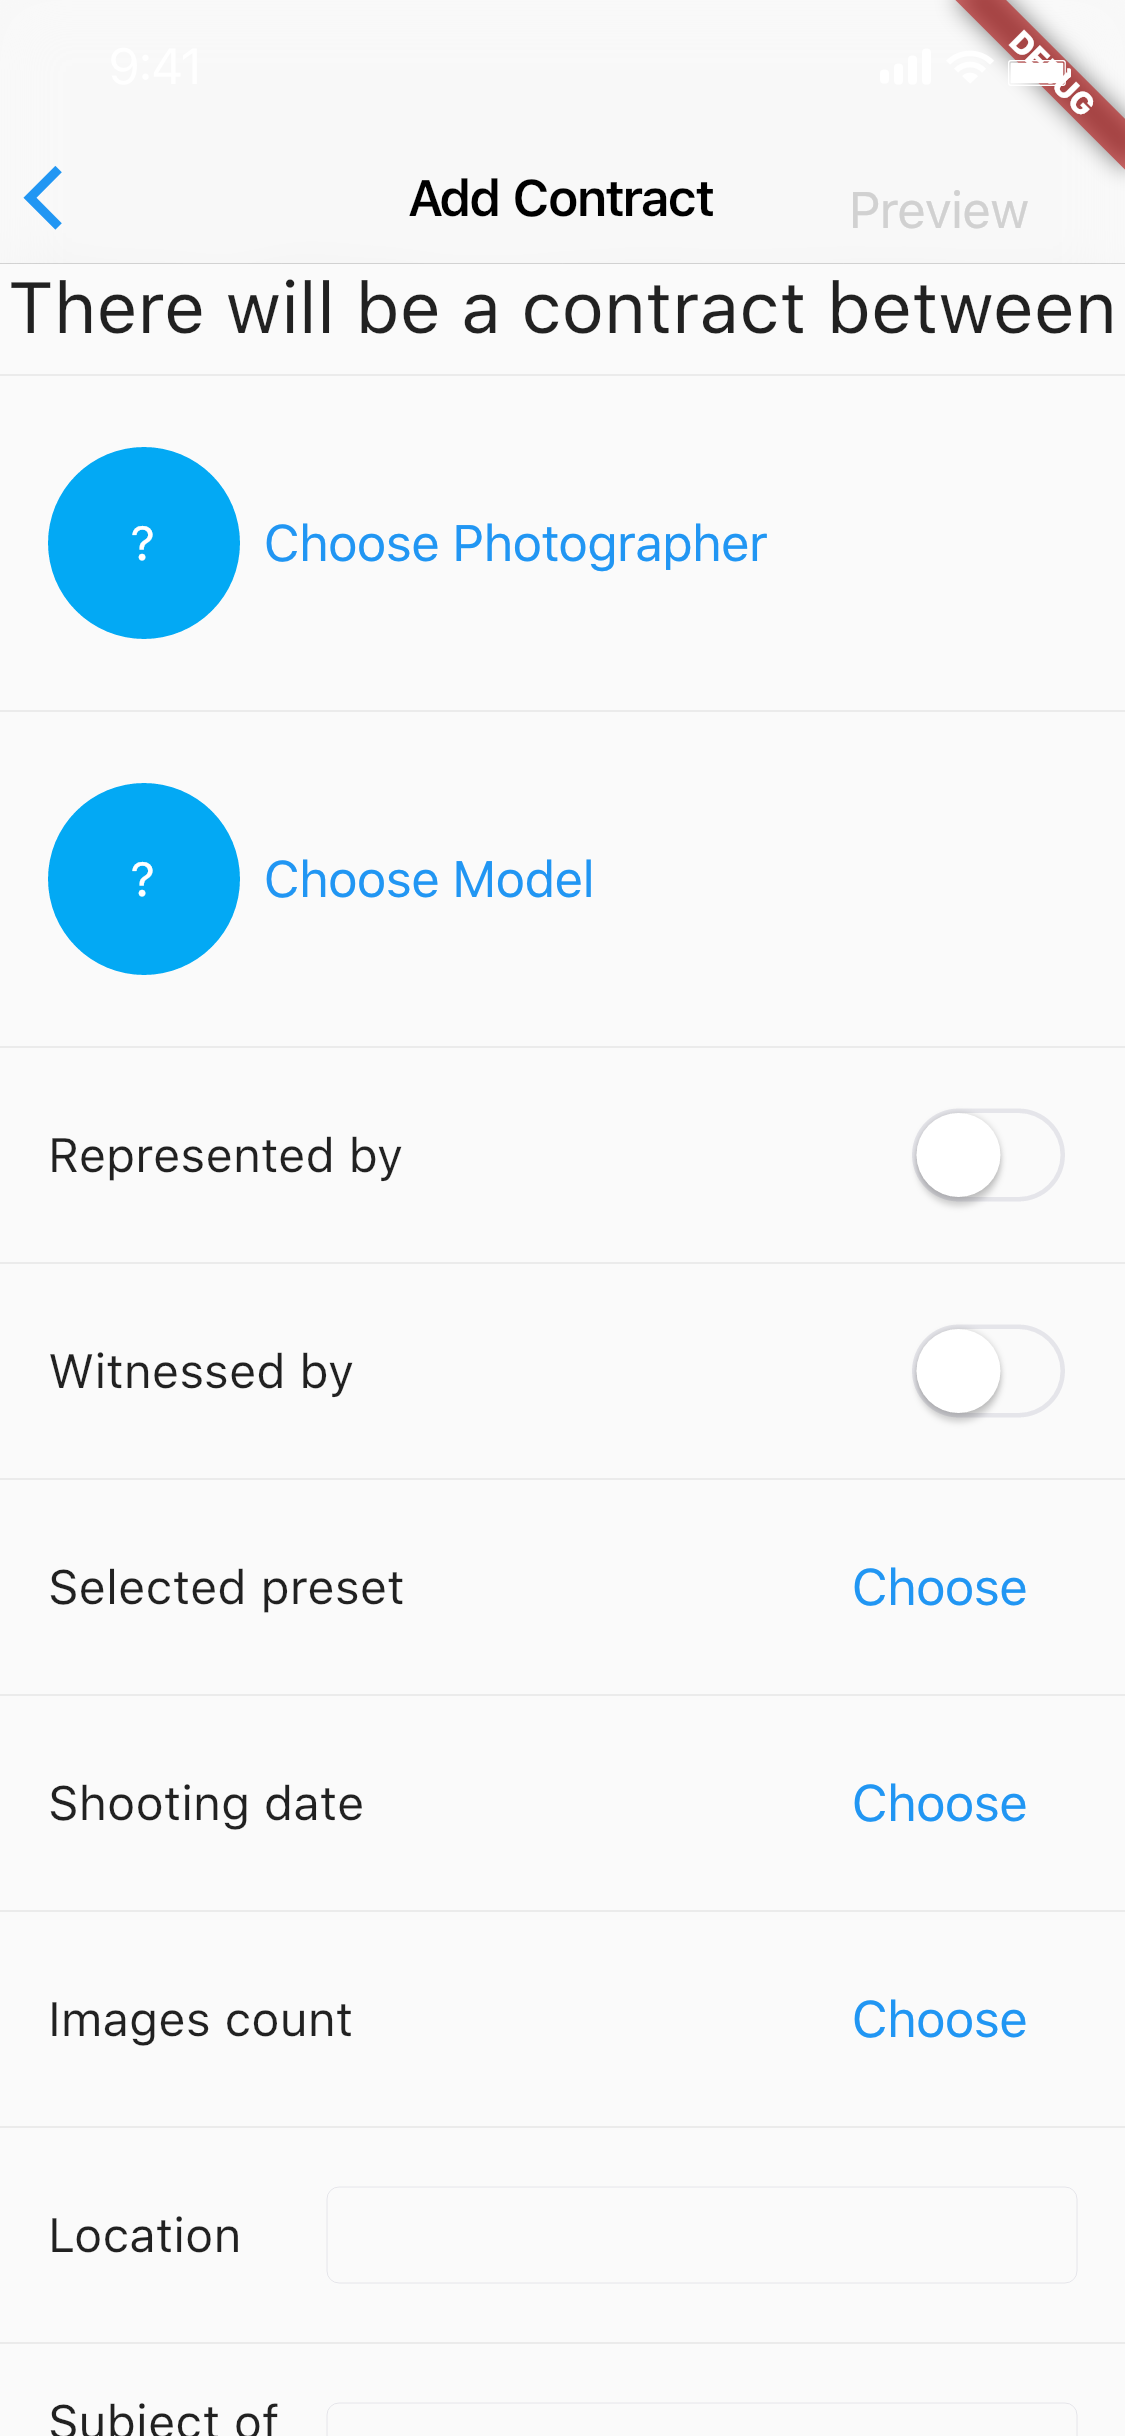 9:41
DEBUG
Add Contract
Preview
There will be a contract between
?
Choose Photographer
?
Choose Model
Represented by
Witnessed by
Selected preset
Choose
Shooting date
Choose
Images count
Choose
Location
Subject of